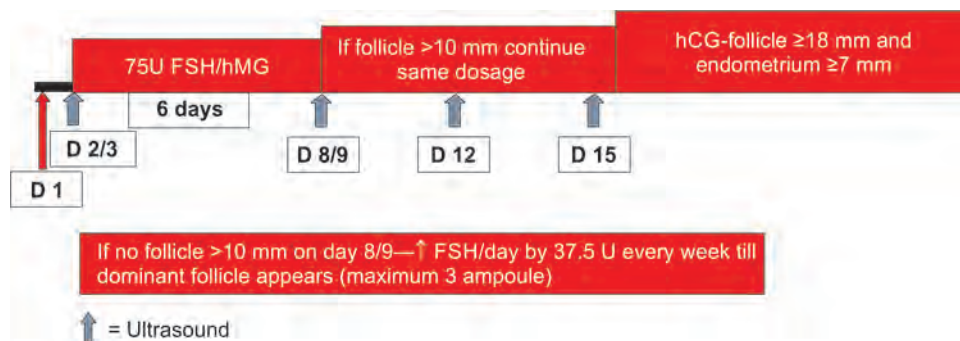 75U FSH/hMG
If follicle >10 mm continue
same dosage
hCG-follicle ≥18 mm and
endometrium ≥7 mm
6 days
D 2/3
D 8/9
D 12
D 15
D 1
If no follicle >10 mm on day 8/9—↑ FSH/day by 37.5 U every week till
dominant follicle appears (maximum 3 ampoule)
= Ultrasound